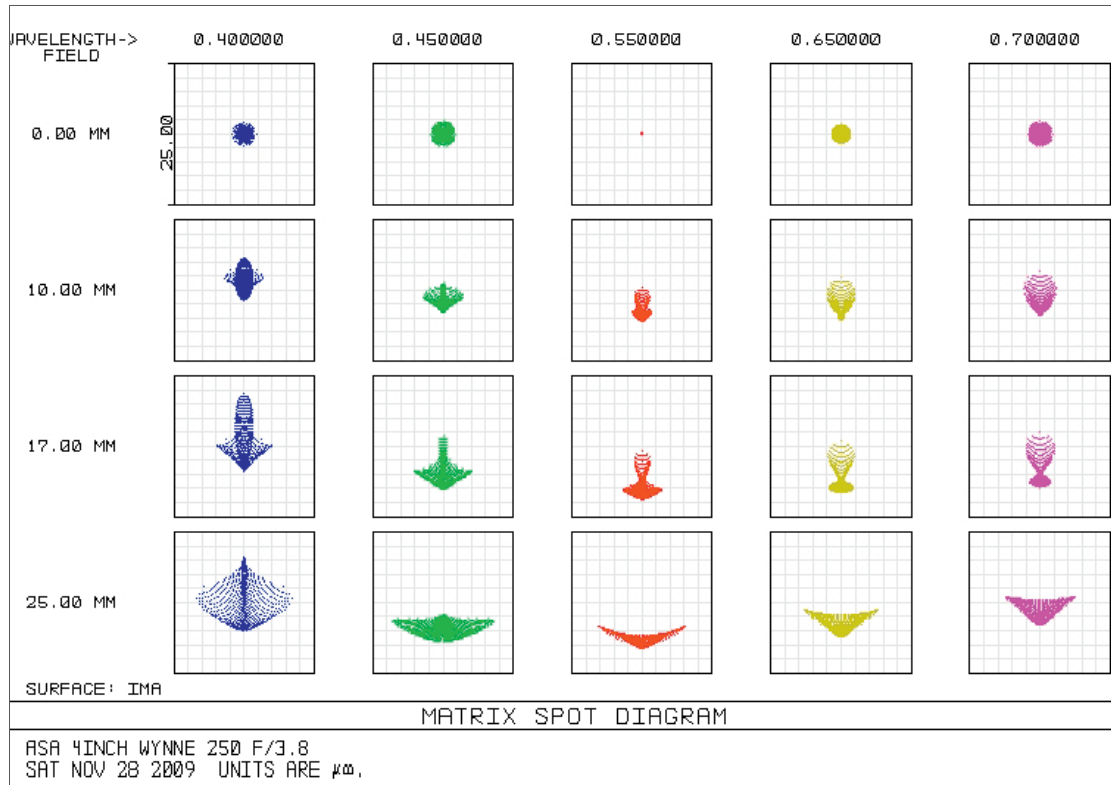 WAVELENGTH-> 0.400000 0.450000 0.550000 0.650000 0.700000
FIELD
25.00
0.00 MM
10.00 MM
17.00 MM
25.00 MM
SURFACE: IMA
MATRIX SPOT DIAGRAM
ASA 4INCH WYNNE 250 F/3.8
SAT NOV 28 2009 UNITS ARE µm.